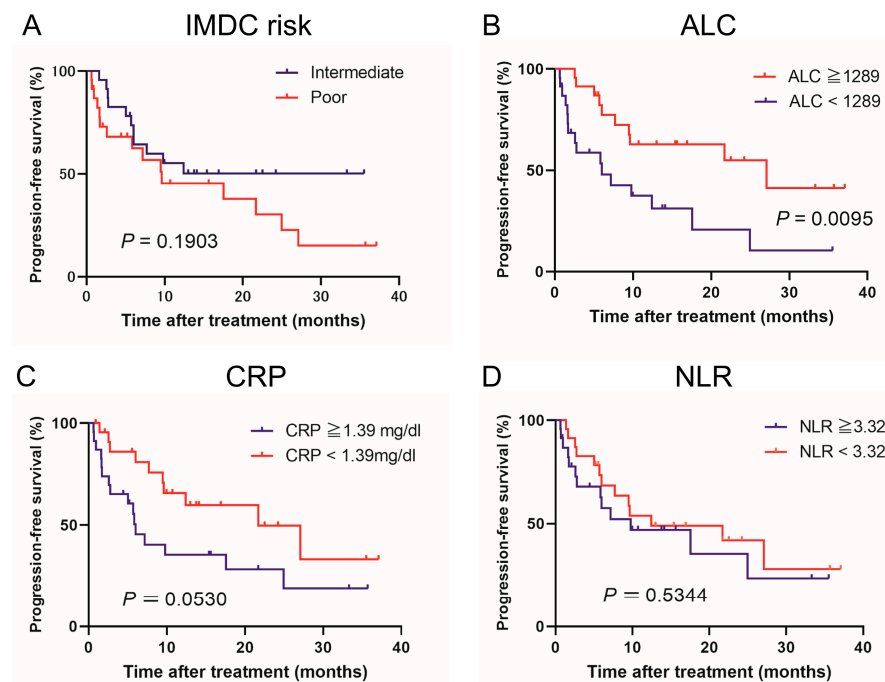 A
IMDC risk
Progression-free survival (%)
100
50
0
0
10
20
30
40
Time after treatment (months)
Intermediate
Poor
P = 0.1903
B
ALC
Progression-free survival (%)
100
50
0
0
10
20
30
40
Time after treatment (months)
ALC ≧1289
ALC < 1289
P = 0.0095
C
CRP
Progression-free survival (%)
100
50
0
0
10
20
30
40
Time after treatment (months)
CRP ≧1.39 mg/dl
CRP < 1.39mg/dl
P = 0.0530
D
NLR
Progression-free survival (%)
100
50
0
0
10
20
30
40
Time after treatment (months)
NLR ≧3.32
NLR < 3.32
P = 0.5344